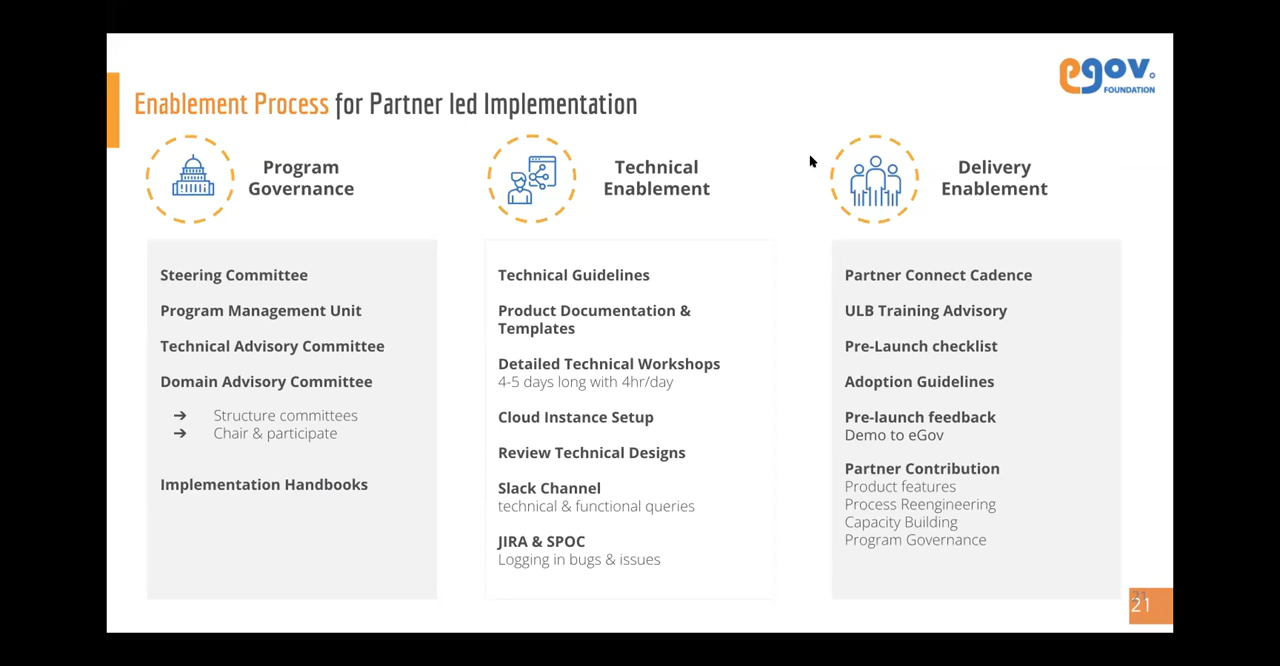 egov.
FOUNDATION
Enablement Process for Partner led Implementation
Program
Governance
Steering Committee
Program Management Unit
Technical Advisory Committee
Domain Advisory Committee
➔ Structure committees
➔ Chair & participate
Implementation Handbooks
Technical
Enablement
Technical Guidelines
Product Documentation &
Templates
Detailed Technical Workshops
4-5 days long with 4hr/day
Cloud Instance Setup
Review Technical Designs
Slack Channel
technical & functional queries
JIRA & SPOC
Logging in bugs & issues
Delivery
Enablement
Partner Connect Cadence
ULB Training Advisory
Pre-Launch checklist
Adoption Guidelines
Pre-launch feedback
Demo to eGov
Partner Contribution
Product features
Process Reengineering
Capacity Building
Program Governance
21
21